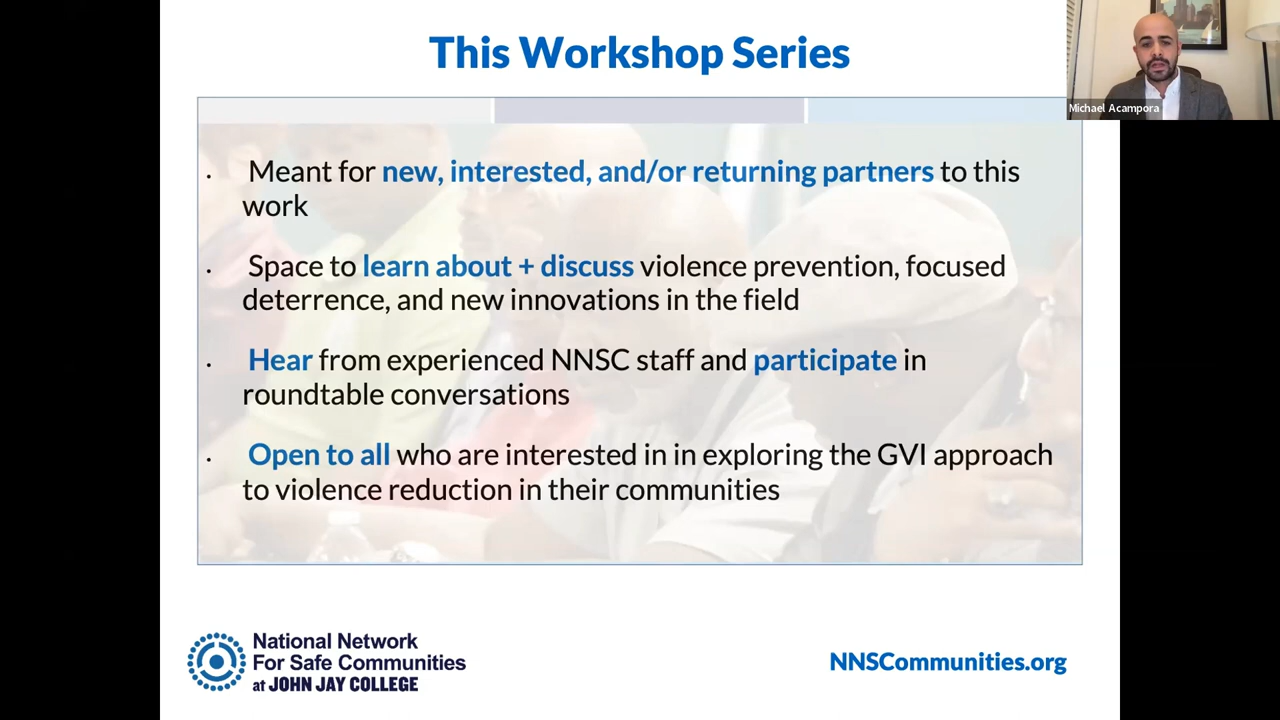 This Workshop Series
Michael Acampora
· Meant for new, interested, and/or returning partners to this
work
· Space to learn about + discuss violence prevention, focused
deterrence, and new innovations in the field
· Hear from experienced NNSC staff and participate in
roundtable conversations
· Open to all who are interested in in exploring the GVI approach
to violence reduction in their communities
National Network
For Safe Communities
at JOHN JAY COLLEGE
NNSCommunities.org